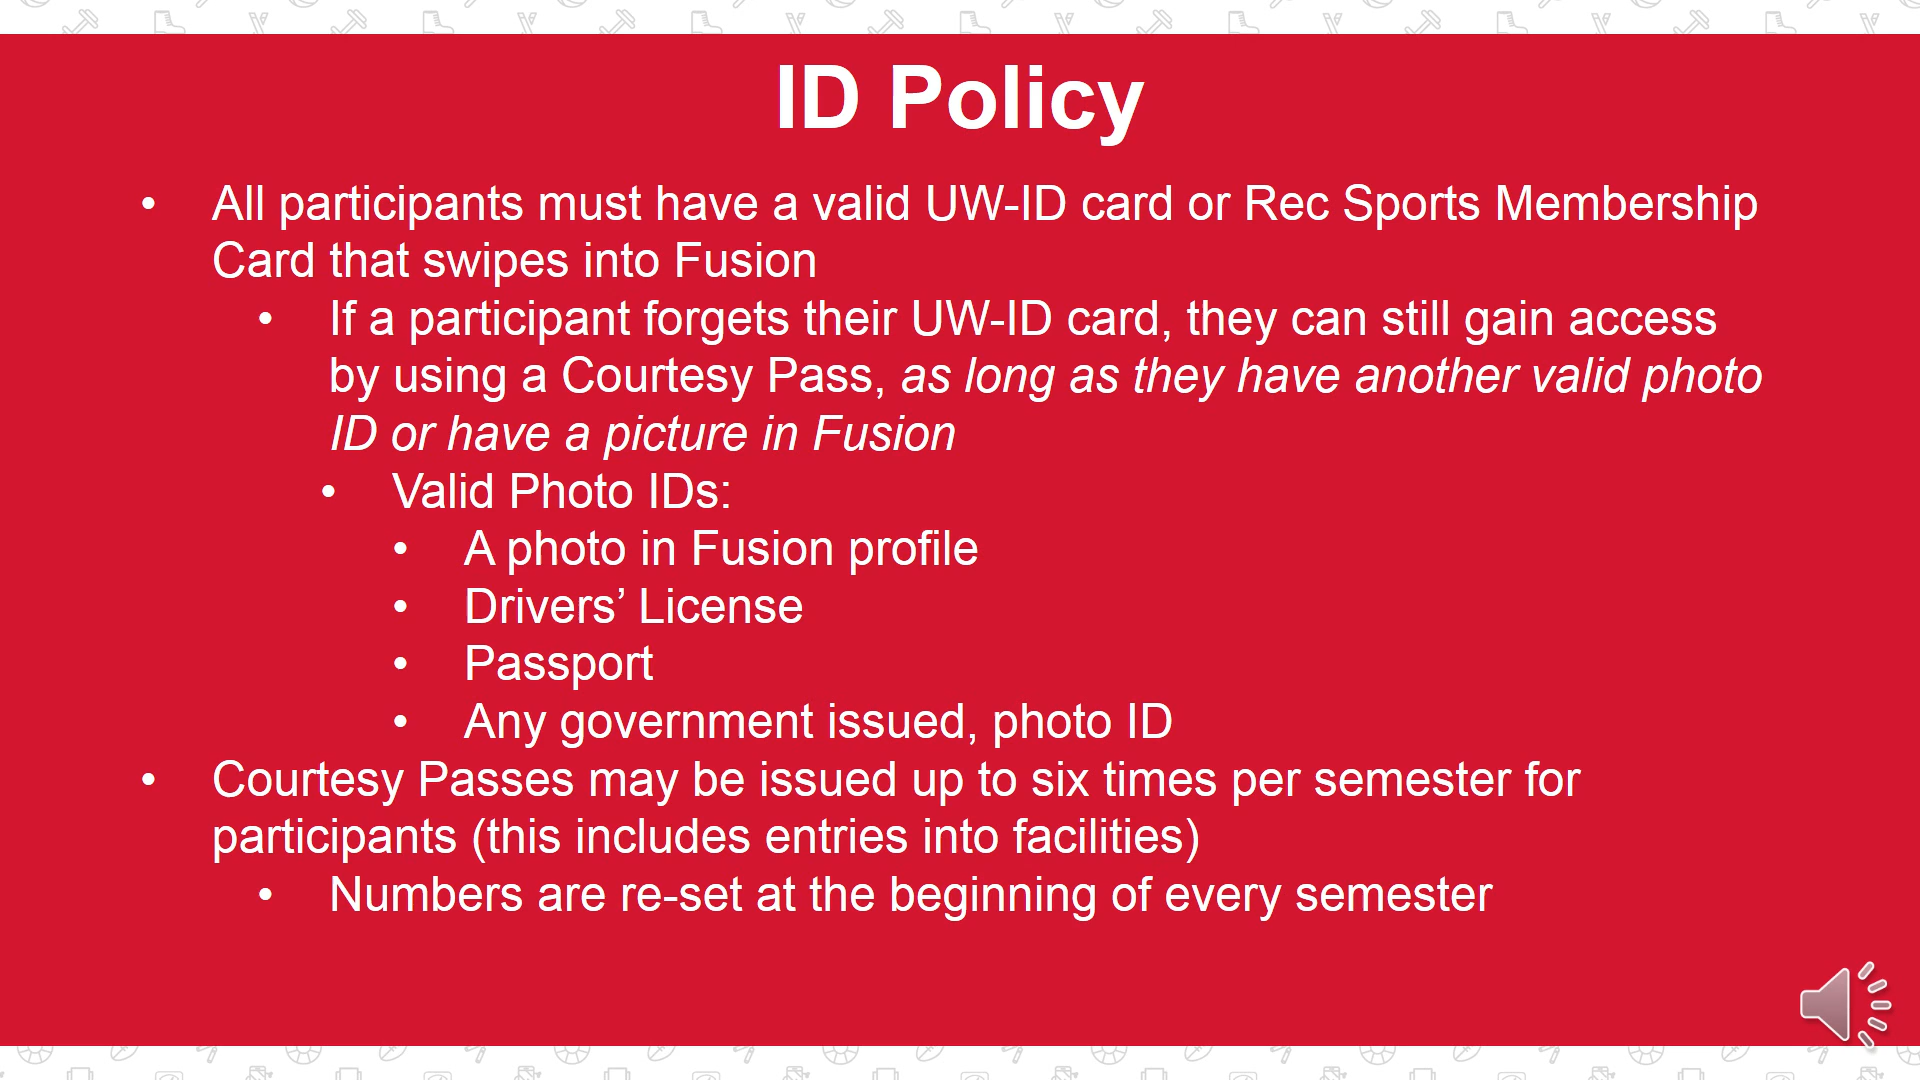 ID Policy
• All participants must have a valid UW-ID card or Rec Sports Membership
Card that swipes into Fusion
• If a participant forgets their UW-ID card, they can still gain access
by using a Courtesy Pass, as long as they have another valid photo
ID or have a picture in Fusion
• Valid Photo IDs:
• A photo in Fusion profile
• Drivers’ License
• Passport
• Any government issued, photo ID
• Courtesy Passes may be issued up to six times per semester for
participants (this includes entries into facilities)
• Numbers are re-set at the beginning of every semester